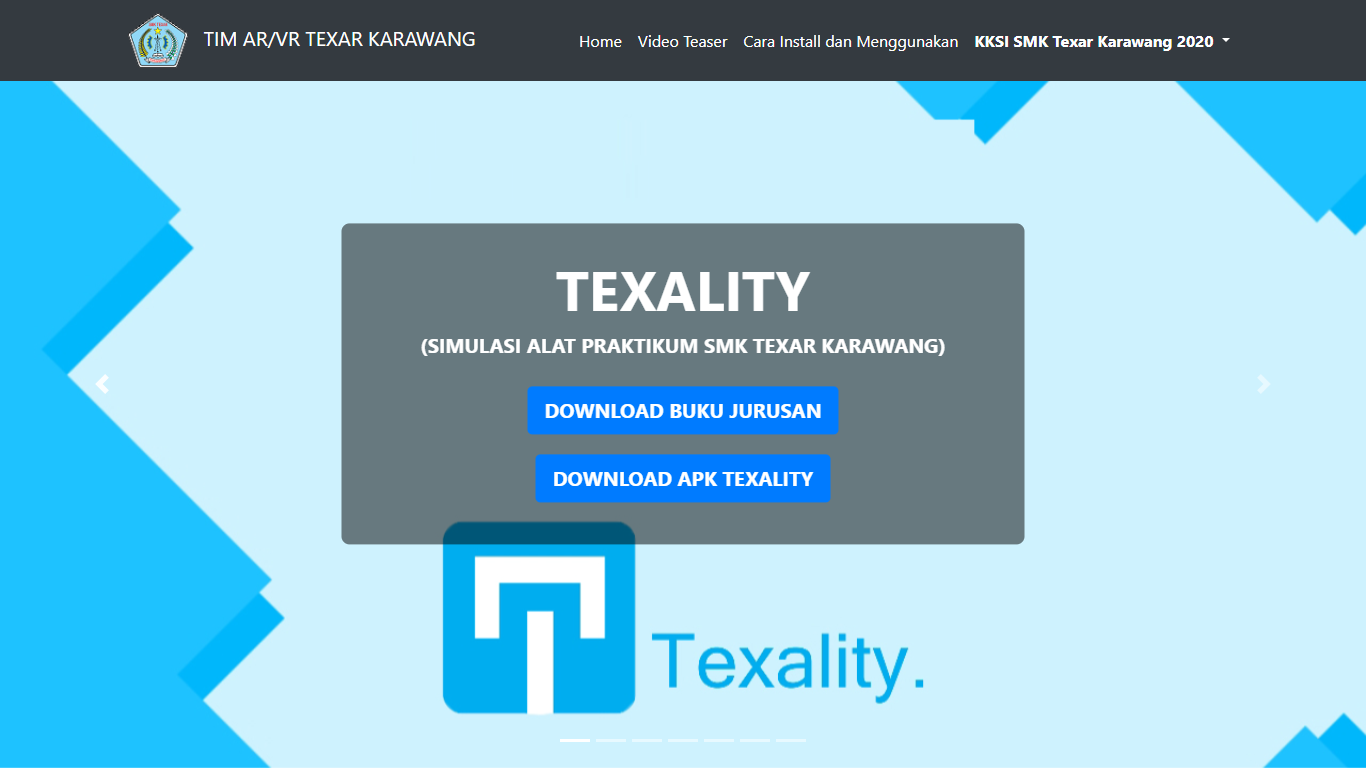 TIM AR/VR TEXAR KARAWANG
Home Video Teaser Cara Install dan Menggunakan KKSI SMK Texar Karawang 2020
TEXALITY
(SIMULASI ALAT PRAKTIKUM SMK TEXAR KARAWANG)
DOWNLOAD BUKU JURUSAN
DOWNLOAD APK TEXALITY
Texality.